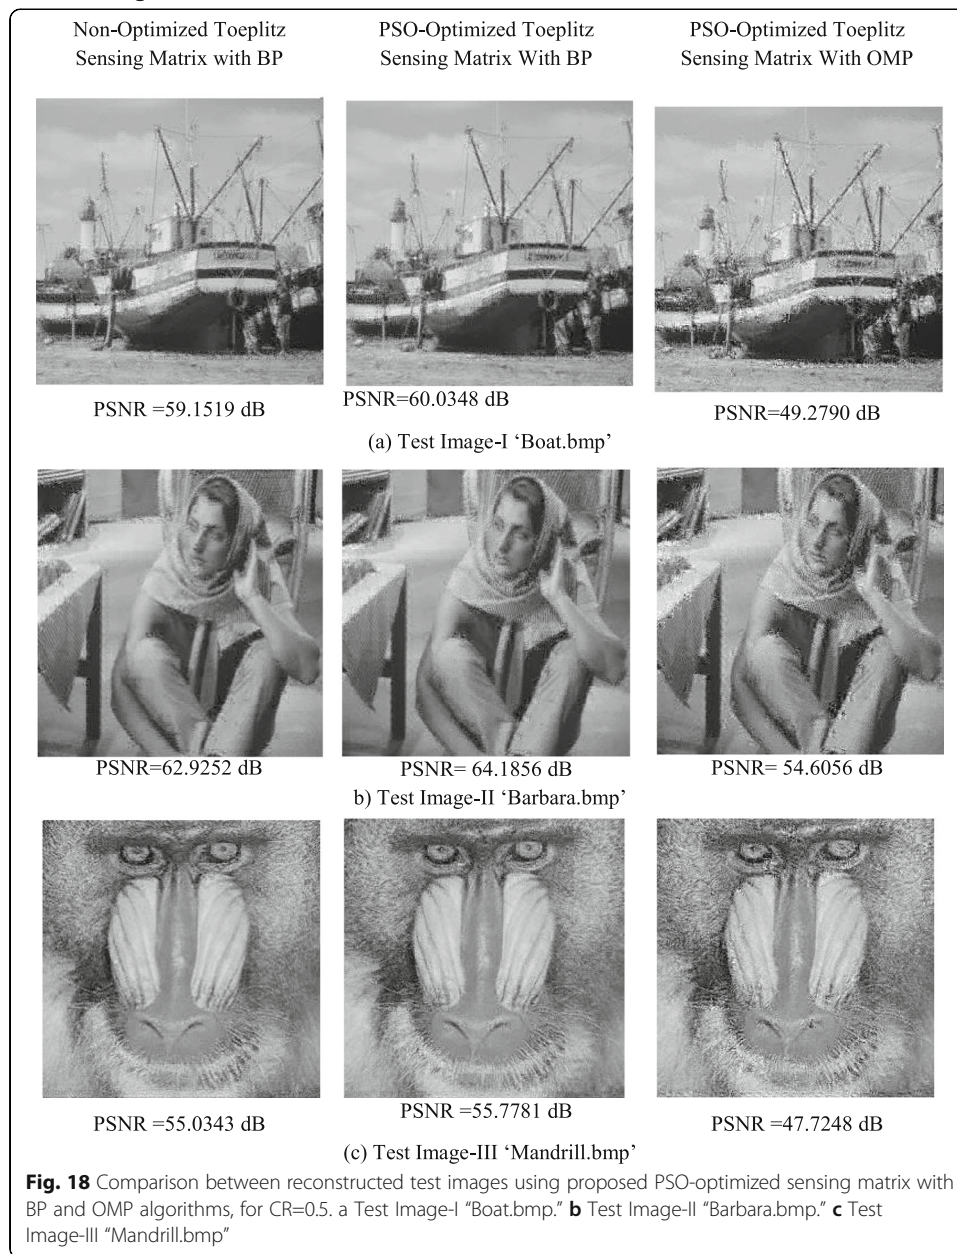 Non-Optimized Toeplitz
Sensing Matrix with BP
PSO-Optimized Toeplitz
Sensing Matrix With BP
PSO-Optimized Toeplitz
Sensing Matrix With OMP
PSNR =59.1519 dB
PSNR=60.0348 dB
PSNR=49.2790 dB
(a) Test Image-I ‘Boat.bmp’
PSNR=62.9252 dB
PSNR= 64.1856 dB
PSNR= 54.6056 dB
b) Test Image-II ‘Barbara.bmp’
PSNR =55.0343 dB
PSNR =55.7781 dB
PSNR =47.7248 dB
(c) Test Image-III ‘Mandrill.bmp’
Fig. 18 Comparison between reconstructed test images using proposed PSO-optimized sensing matrix with
BP and OMP algorithms, for CR=0.5. a Test Image-I “Boat.bmp.” b Test Image-II “Barbara.bmp.” c Test
Image-III “Mandrill.bmp”